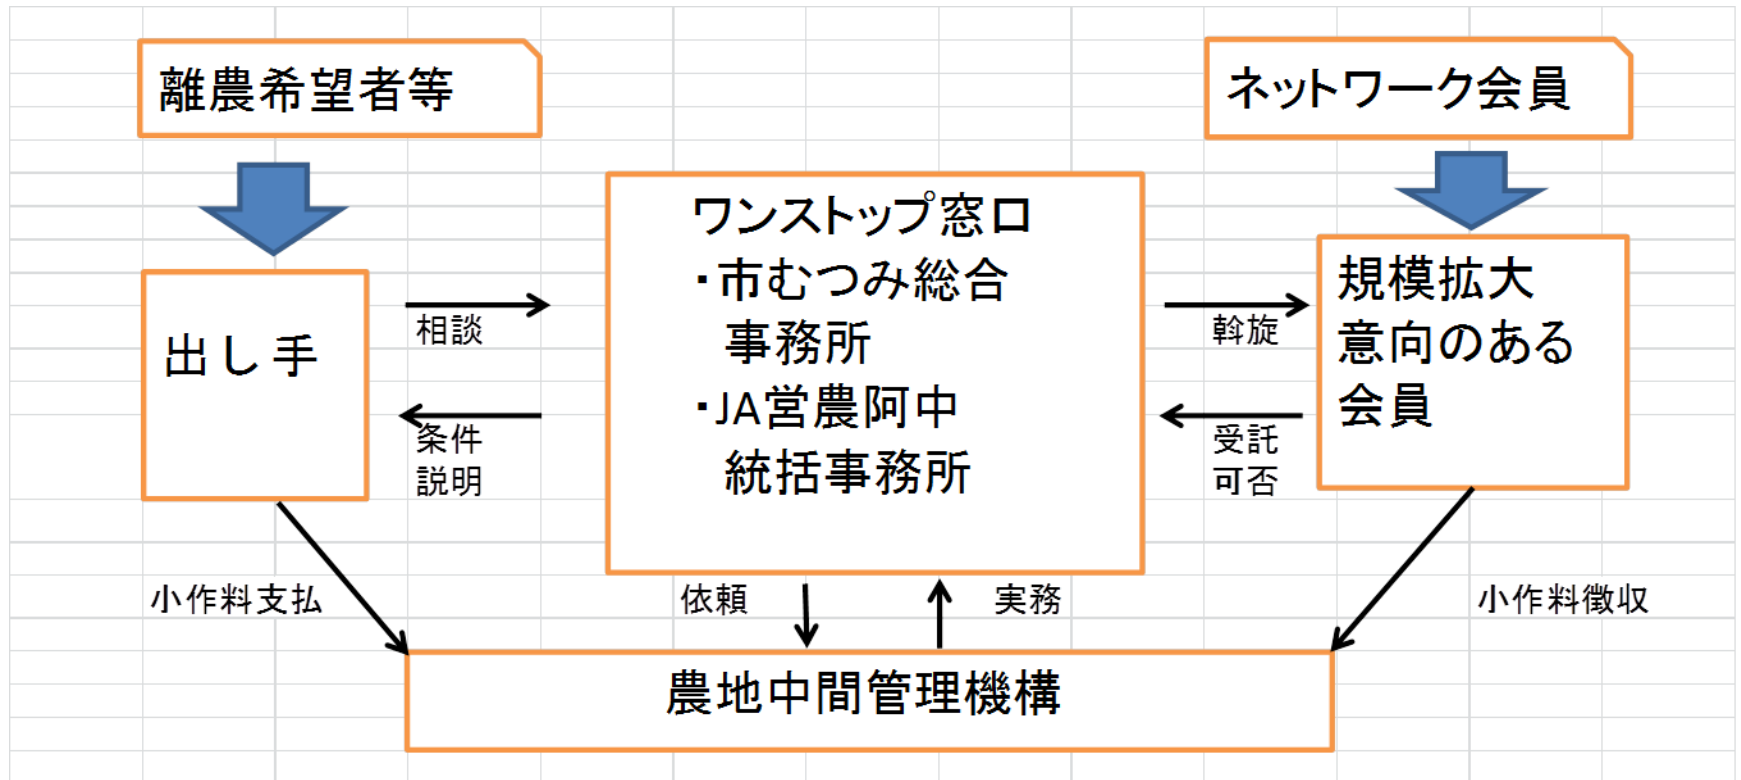 離農希望者等
ネットワーク会員
ワンストップ窓口
・市むつみ総合
事務所
・JA営農阿中
統括事務所
出し手
規模拡大
意向のある
会員
相談
条件
説明
斡旋
受託
可否
小作料支払
依頼
実務
小作料徴収
農地中間管理機構